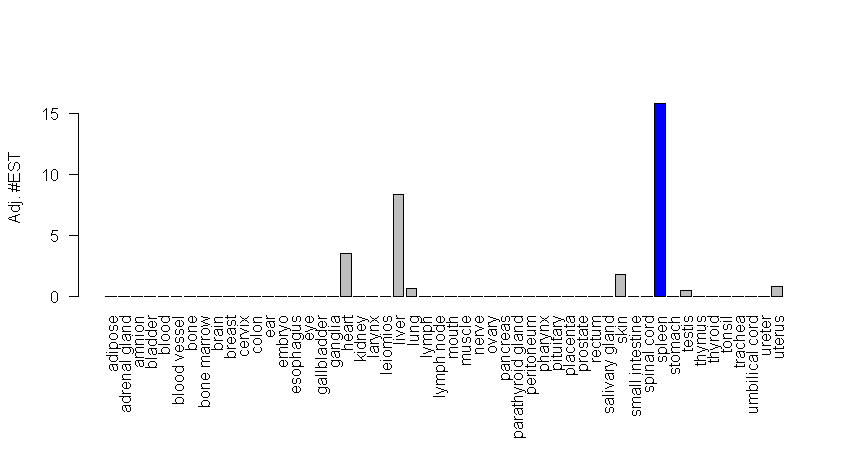 Adj. #EST
15
10
5
0
adipose
adrenal gland
amnion
bladder
blood
blood vessel
bone
bone marrow
brain
breast
cervix
colon
ear
embryo
esophagus
eye
gallbladder
ganglia
heart
kidney
larynx
leiomios
liver
lung
lymph
lymph node
mouth
muscle
nerve
ovary
pancreas
parathyroid gland
peritoneum
pharynx
pituitary
placenta
prostate
rectum
salivary gland
skin
small intestine
spinal cord
spleen
stomach
testis
thymus
thyroid
tonsil
trachea
umbilical cord
ureter
uterus